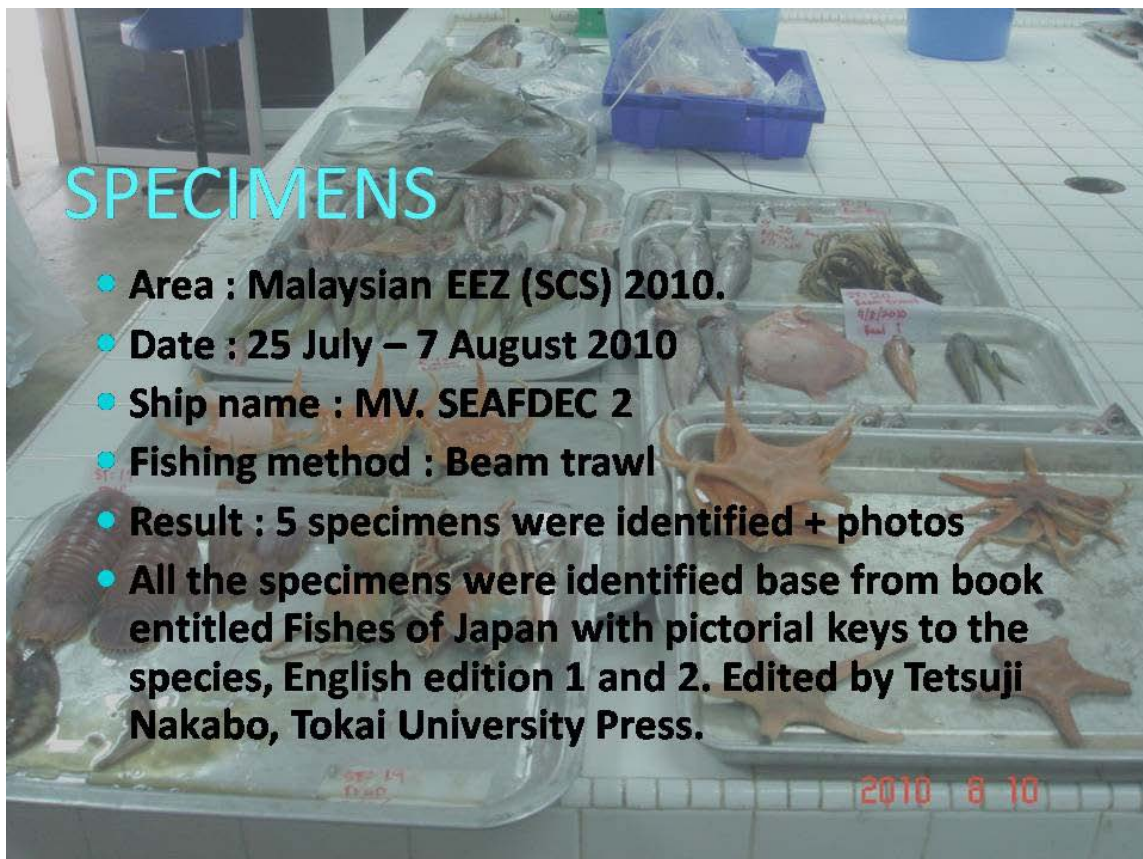 SPECIMENS
Area : Malaysian EEZ (SCS) 2010.
Date : 25 July – 7 August 2010
Ship name : MV. SEAFDEC 2
Fishing method : Beam trawl
Result : 5 specimens were identified + photos
All the specimens were identified base from book
entitled Fishes of Japan with pictorial keys to the
species, English edition 1 and 2. Edited by Tetsuji
Nakabo, Tokai University Press.
Beam trawl
2010 8 10